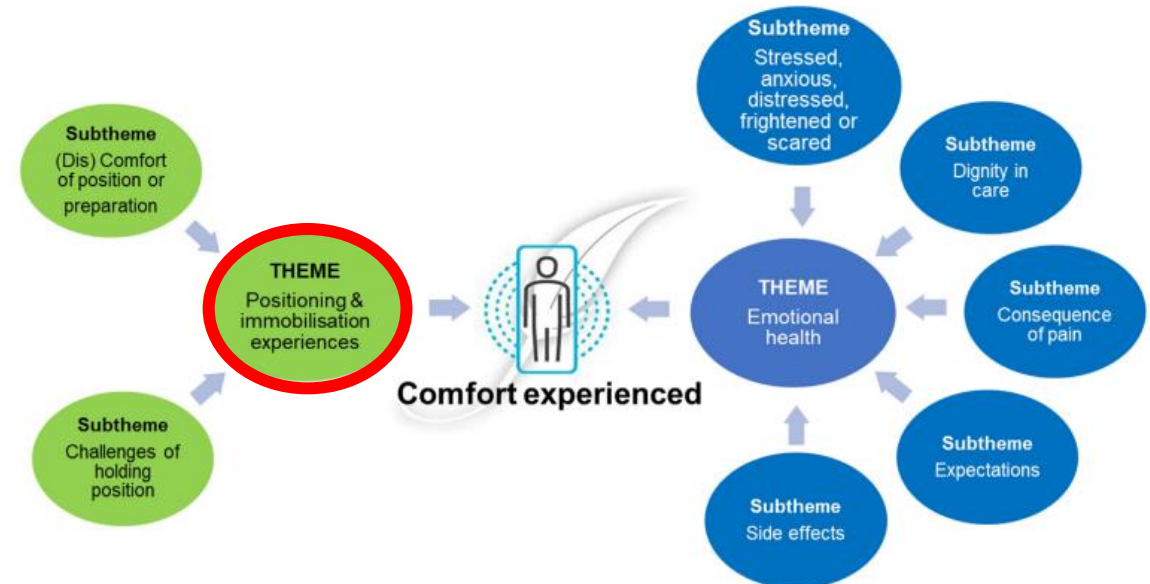 Subtheme
(Dis) Comfort
of position or
preparation
THEME
Positioning &
immobilisation
experiences
Subtheme
Challenges of
holding
position
Comfort experienced
Subtheme
Stressed,
anxious,
distressed,
frightened or
scared
Subtheme
Dignity in
care
THEME
Emotional
health
Subtheme
Consequence
of pain
Subtheme
Expectations
Subtheme
Side effects